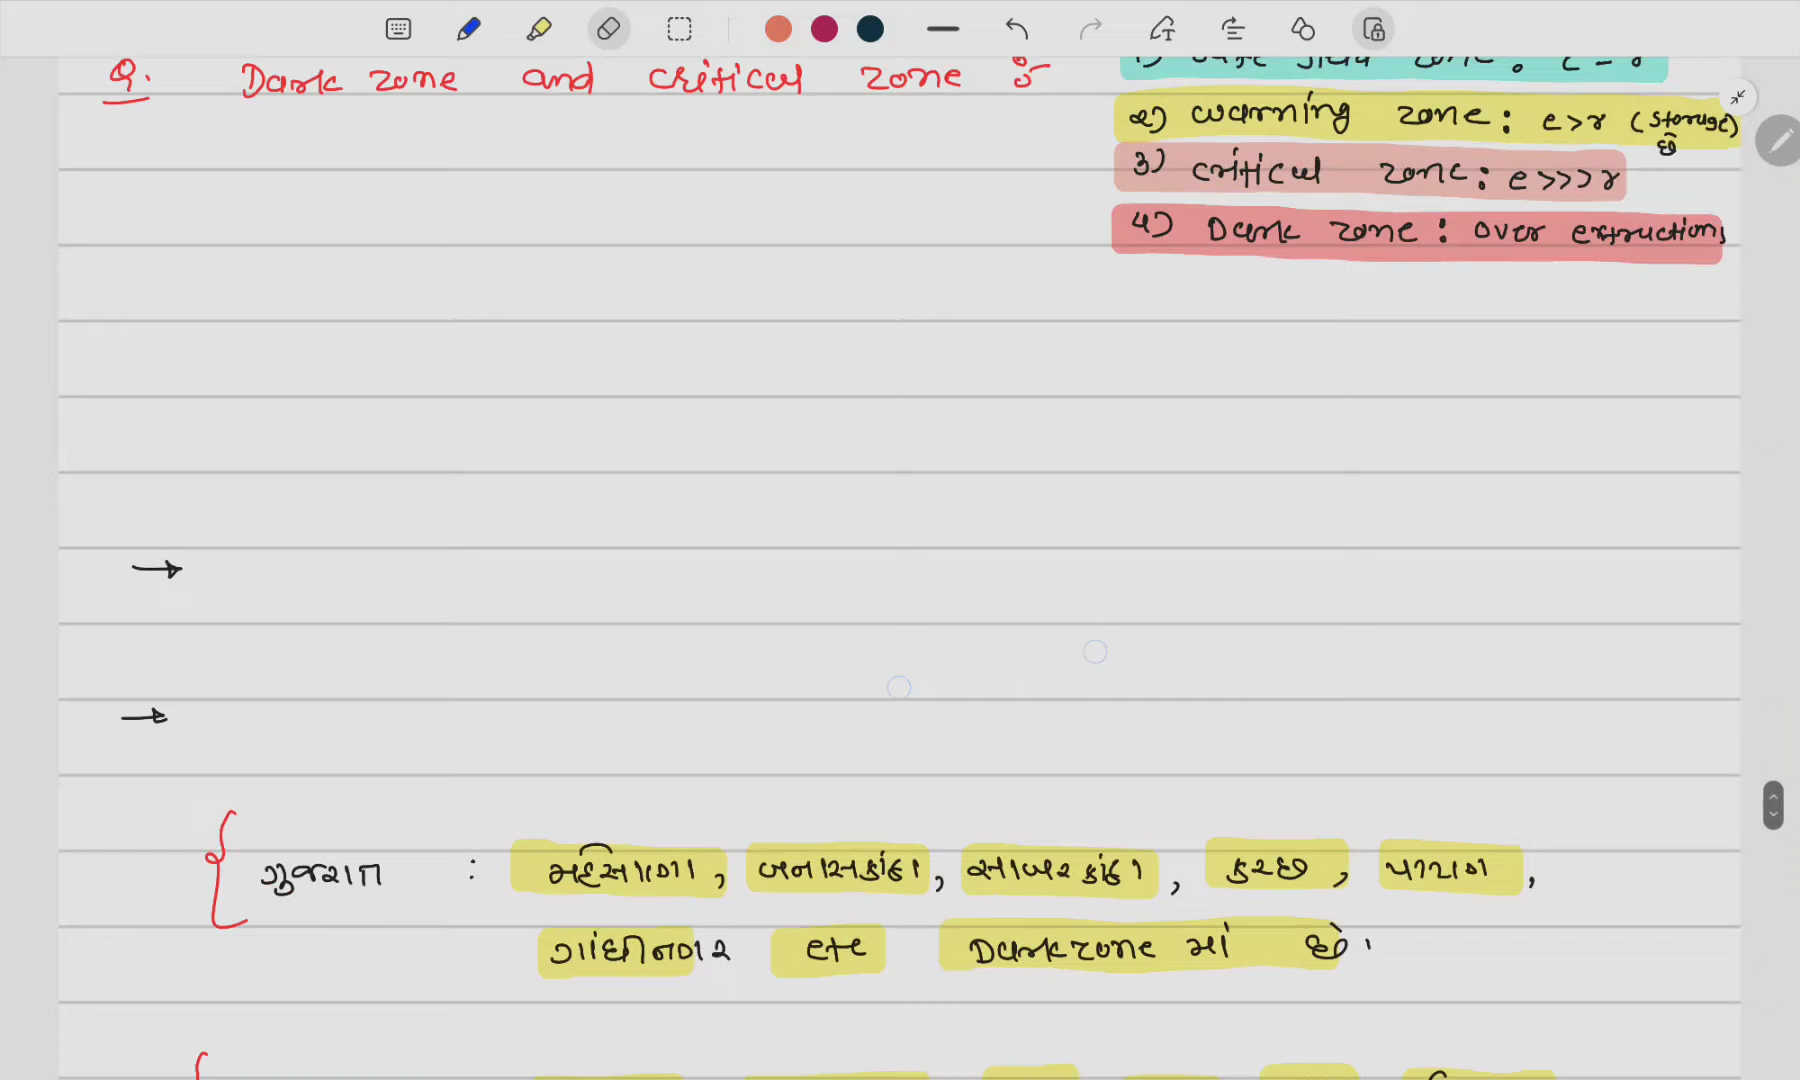 Q. Dark zone and critical zone :-
zone :
2) warning zone : e>r (storage) છે
3) critical zone : e>>>r
4) Dark zone : over extraction
→
→
ગુજરાત : મહેસાણા, બનાસકાંઠા, સાબરકાંઠા, કચ્છ, પાટણ,
ગાંધીનગર etc Darkzone માં છે.